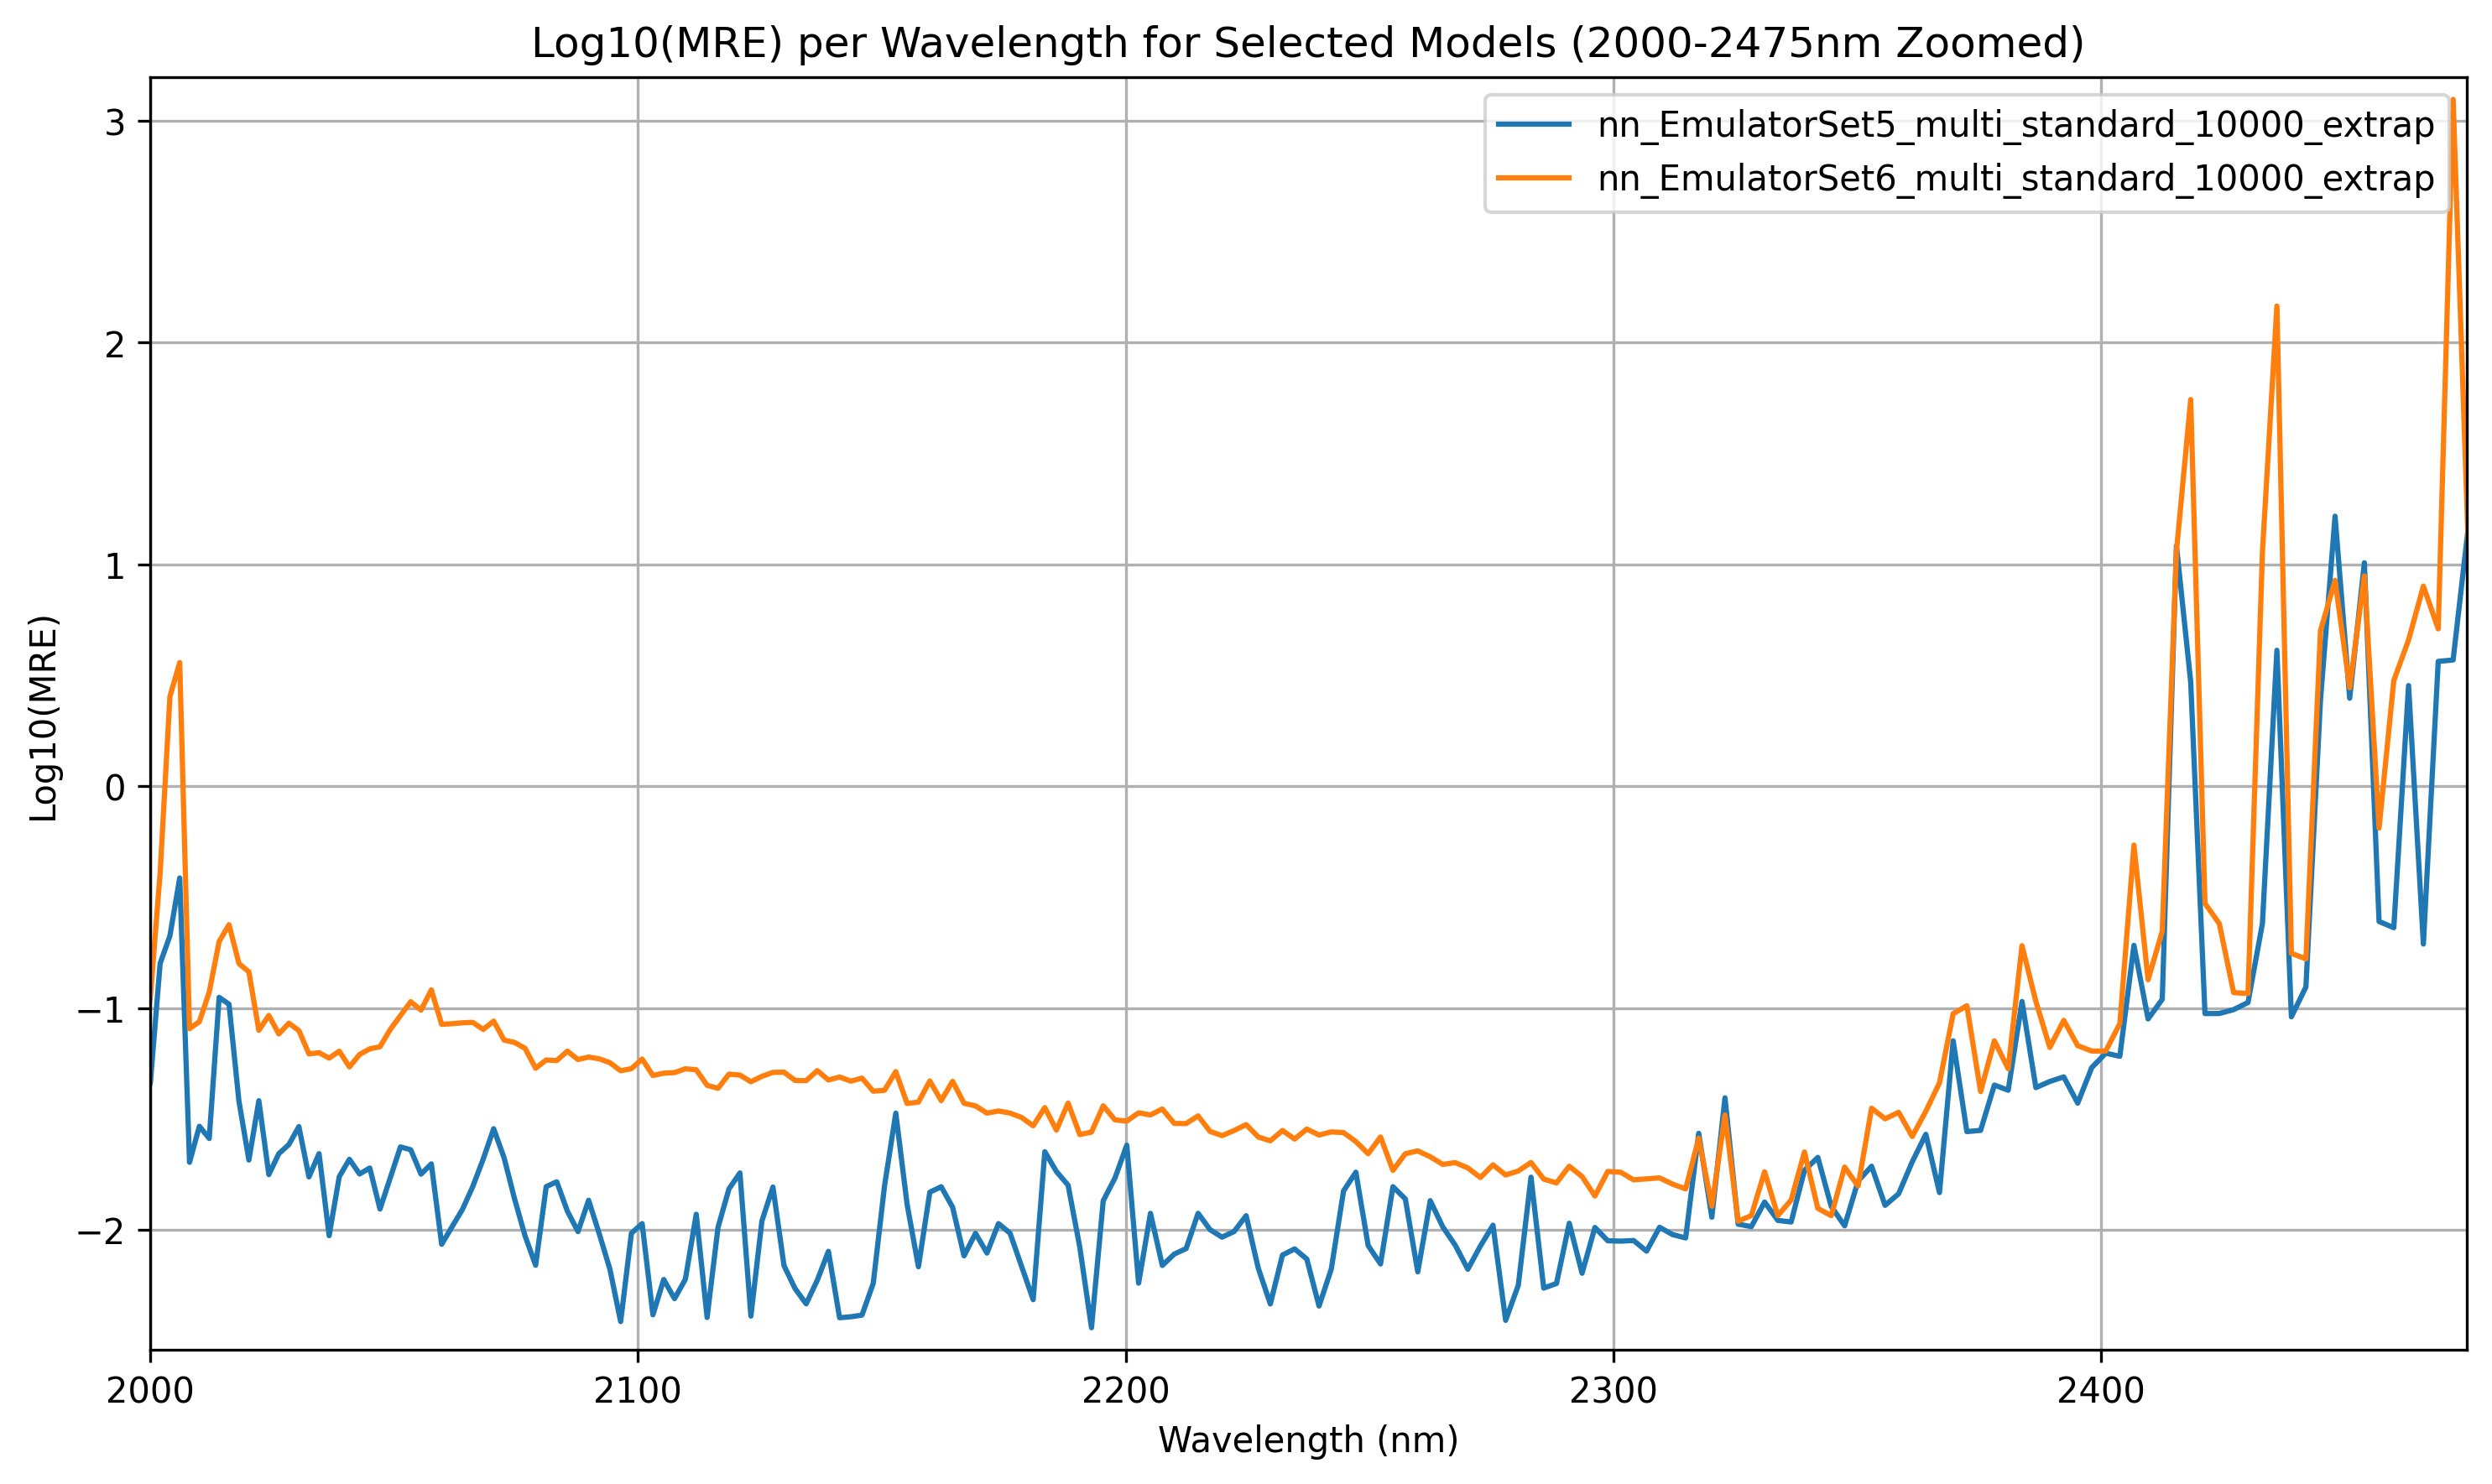 Log10(MRE) per Wavelength for Selected Models (2000-2475nm Zoomed)
nn_EmulatorSet5_multi_standard_10000_extrap
nn_EmulatorSet6_multi_standard_10000_extrap
Log10(MRE)
3
2
1
0
−1
−2
2000 2100 2200 2300 2400
Wavelength (nm)